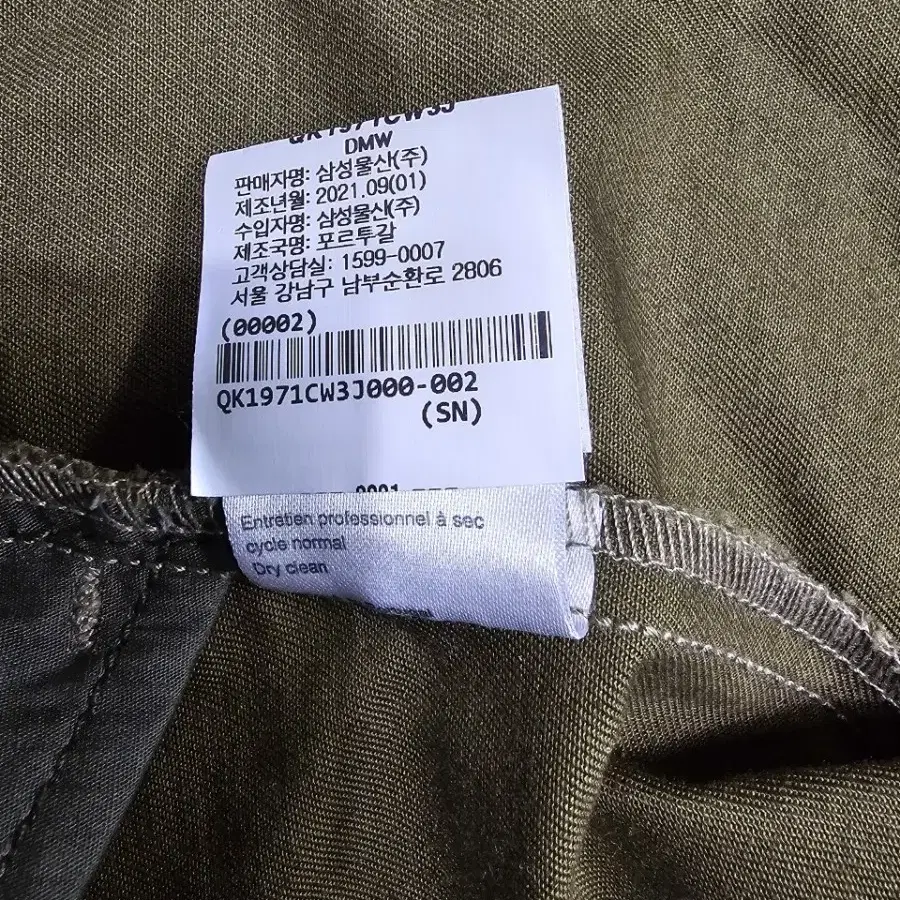 QK1971CW3J
DMW
판매자명: 삼성물산(주)
제조년월: 2021.09(01)
수입자명: 삼성물산(주)
제조국명: 포르투갈
고객상담실: 1599-0007
서울 강남구 남부순환로 2806
(00002)
QK1971CW3J000-002
(SN)
Entretien professionnel à sec
cycle normal
Dry clean